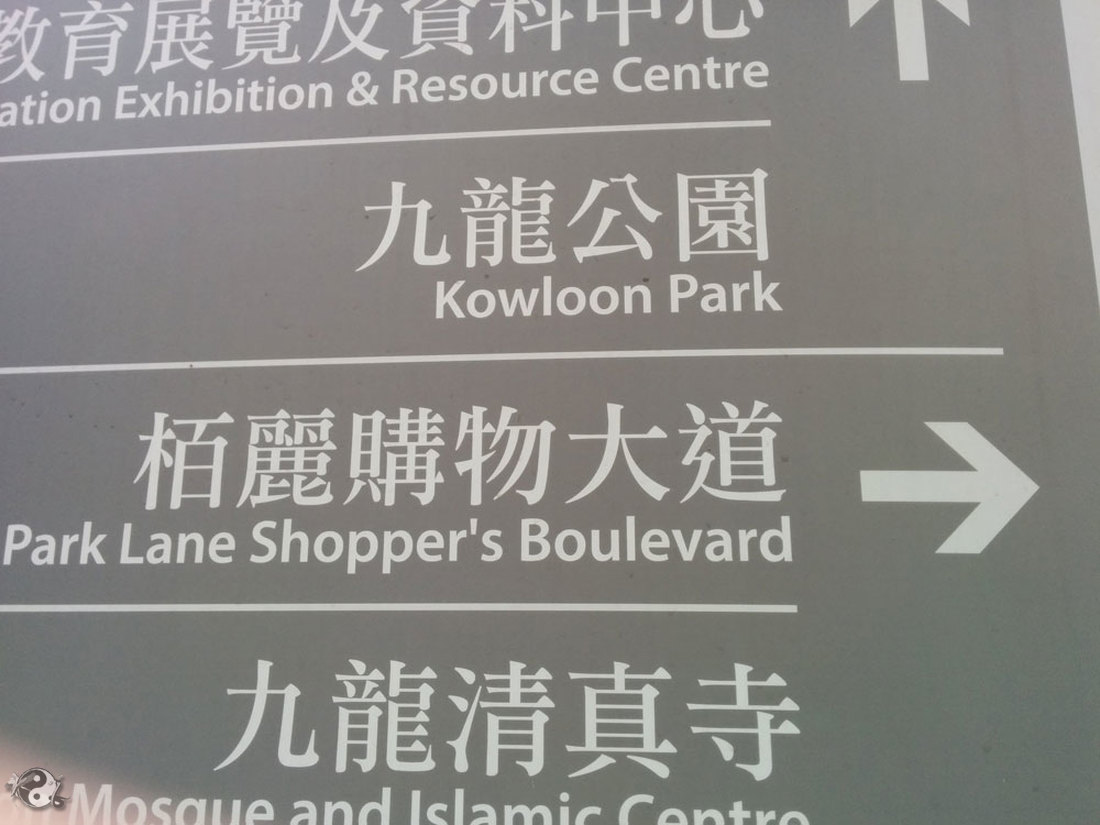 教育展覽及資料中心
Exhibition & Resource Centre
九龍公園
Kowloon Park
栢麗購物大道
Park Lane Shopper's Boulevard
九龍清真寺
Mosque and Islamic Centre